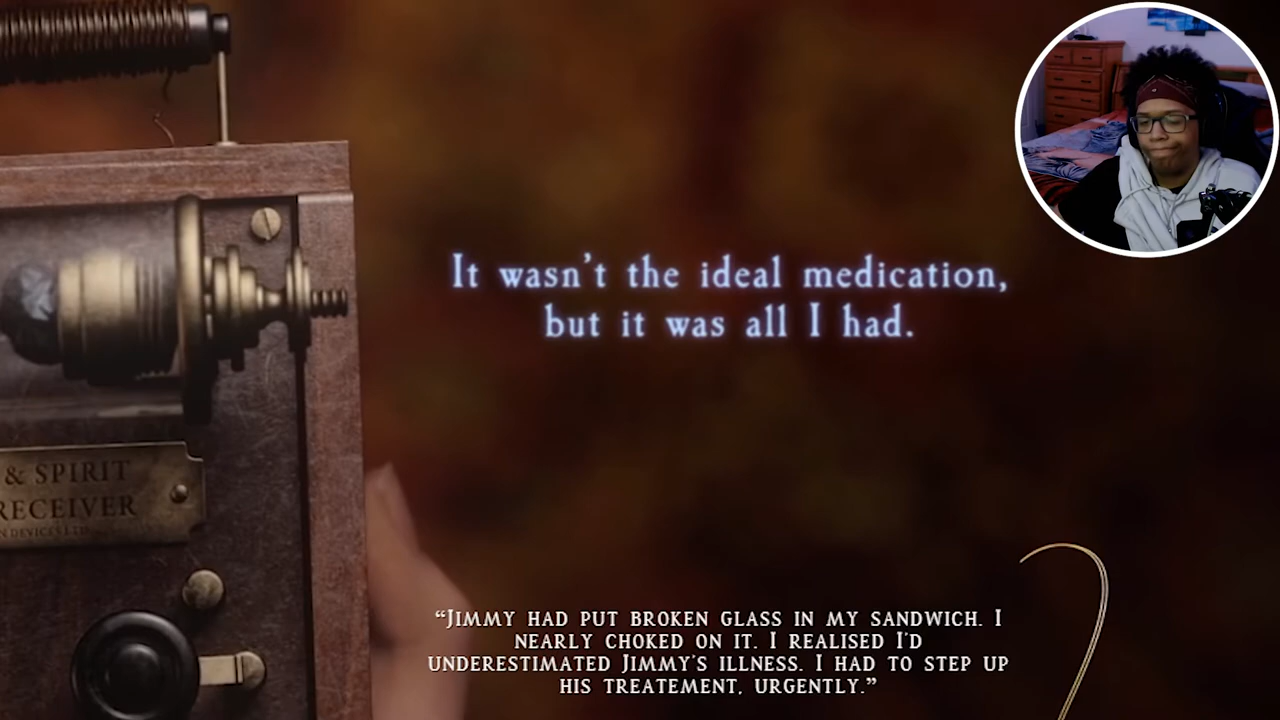 It wasn't the ideal medication,
but it was all I had.
& SPIRIT
RECEIVER
“JIMMY HAD PUT BROKEN GLASS IN MY SANDWICH. I
NEARLY CHOKED ON IT. I REALISED I'D
UNDERESTIMATED JIMMY'S ILLNESS. I HAD TO STEP UP
HIS TREATEMENT, URGENTLY.”